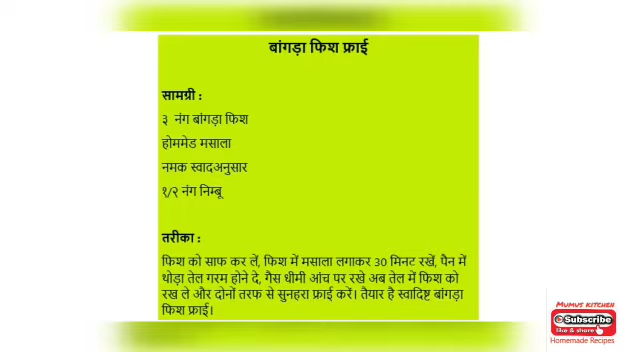 बांगड़ा फिश फ्राई
सामग्री :
३ नंग बांगड़ा फिश
होममेड मसाला
नमक स्वादअनुसार
१/२ नंग निम्बू
तरीका :
फिश को साफ कर लें, फिश में मसाला लगाकर 30 मिनट रखें, पैन में
थोड़ा तेल गरम होने दे, गैस धीमी आंच पर रखे अब तेल में फिश को
रख ले और दोनों तरफ से सुनहरा फ्राई करें। तैयार है स्वादिष्ट बांगड़ा
फिश फ्राई।
MUMUS KITCHEN
Subscribe
like & share
Homemade Recipes